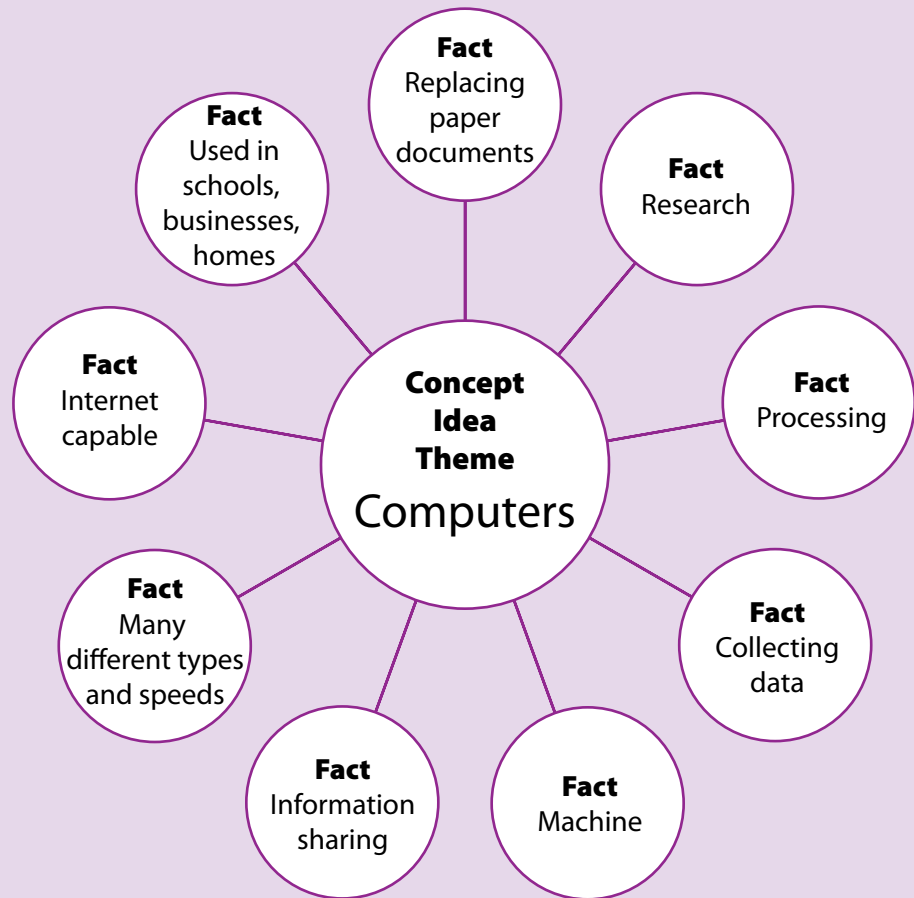 Fact
Replacing
paper
documents
Fact
Research
Fact
Processing
Fact
Collecting
data
Fact
Machine
Fact
Information
sharing
Fact
Many
different types
and speeds
Fact
Internet
capable
Fact
Used in
schools,
businesses,
homes
Concept
Idea
Theme
Computers